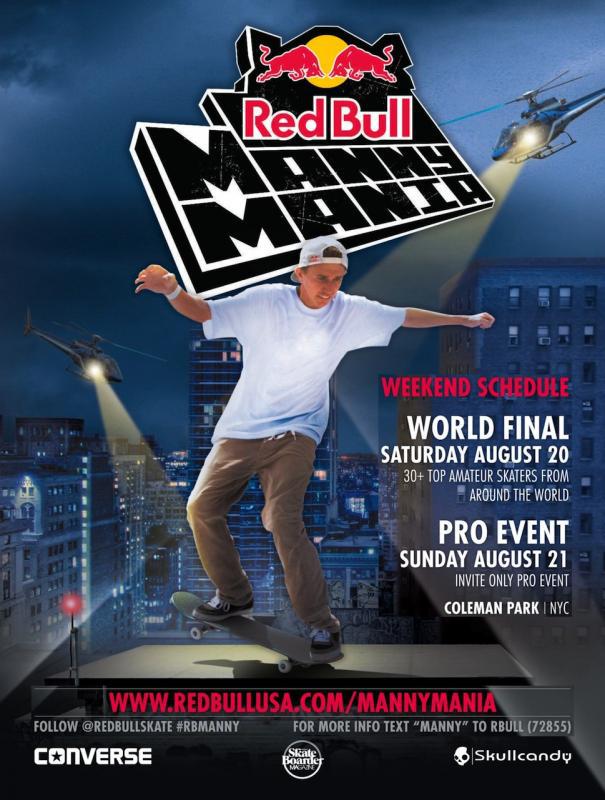 Red Bull
MANNY
MANIA
WEEKEND SCHEDULE
WORLD FINAL
SATURDAY AUGUST 20
30+ TOP AMATEUR SKATERS FROM
AROUND THE WORLD
PRO EVENT
SUNDAY AUGUST 21
INVITE ONLY PRO EVENT
COLEMAN PARK | NYC
WWW.REDBULLUSA.COM/MANNYMANIA
FOLLOW @REDBULLSKATE #RBMANNY
FOR MORE INFO TEXT “MANNY” TO RBULL (72855)
CONVERSE
Skate
Boarder
MAGAZINE
Skullcandy